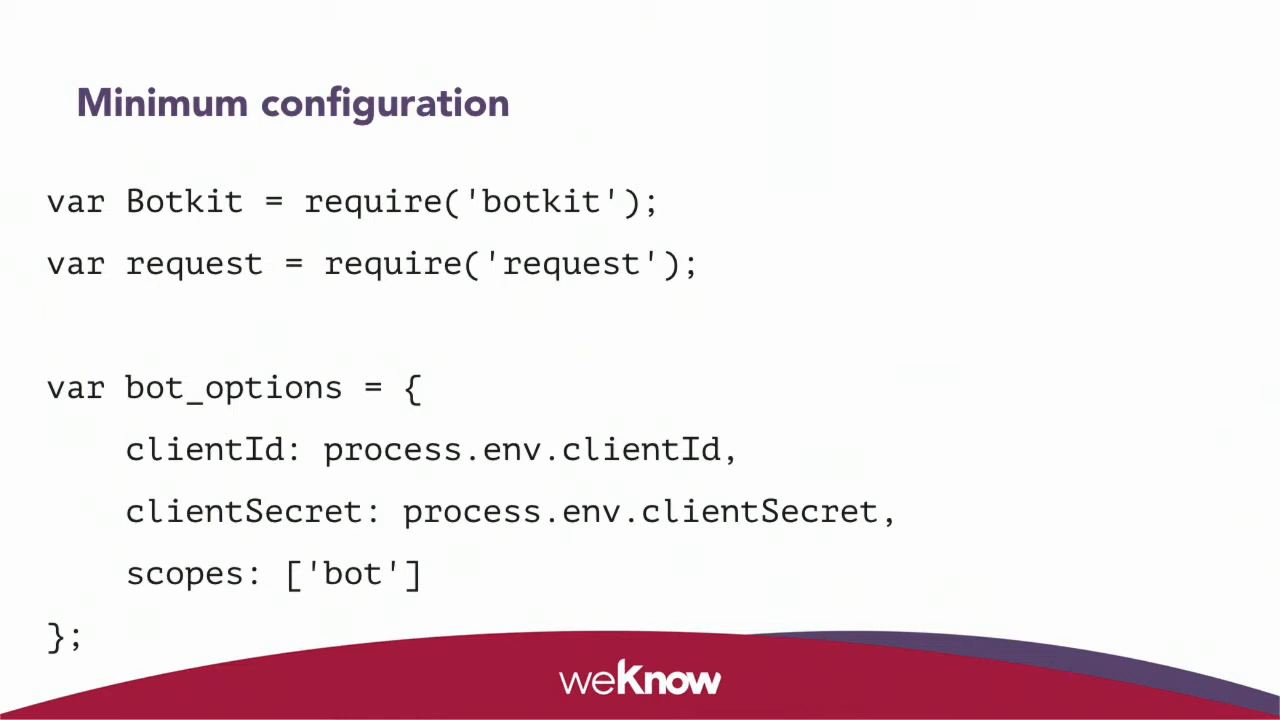 Minimum configuration
var Botkit = require('botkit');
var request = require('request');
var bot_options = {
    clientId: process.env.clientId,
    clientSecret: process.env.clientSecret,
    scopes: ['bot']
};
weKnow